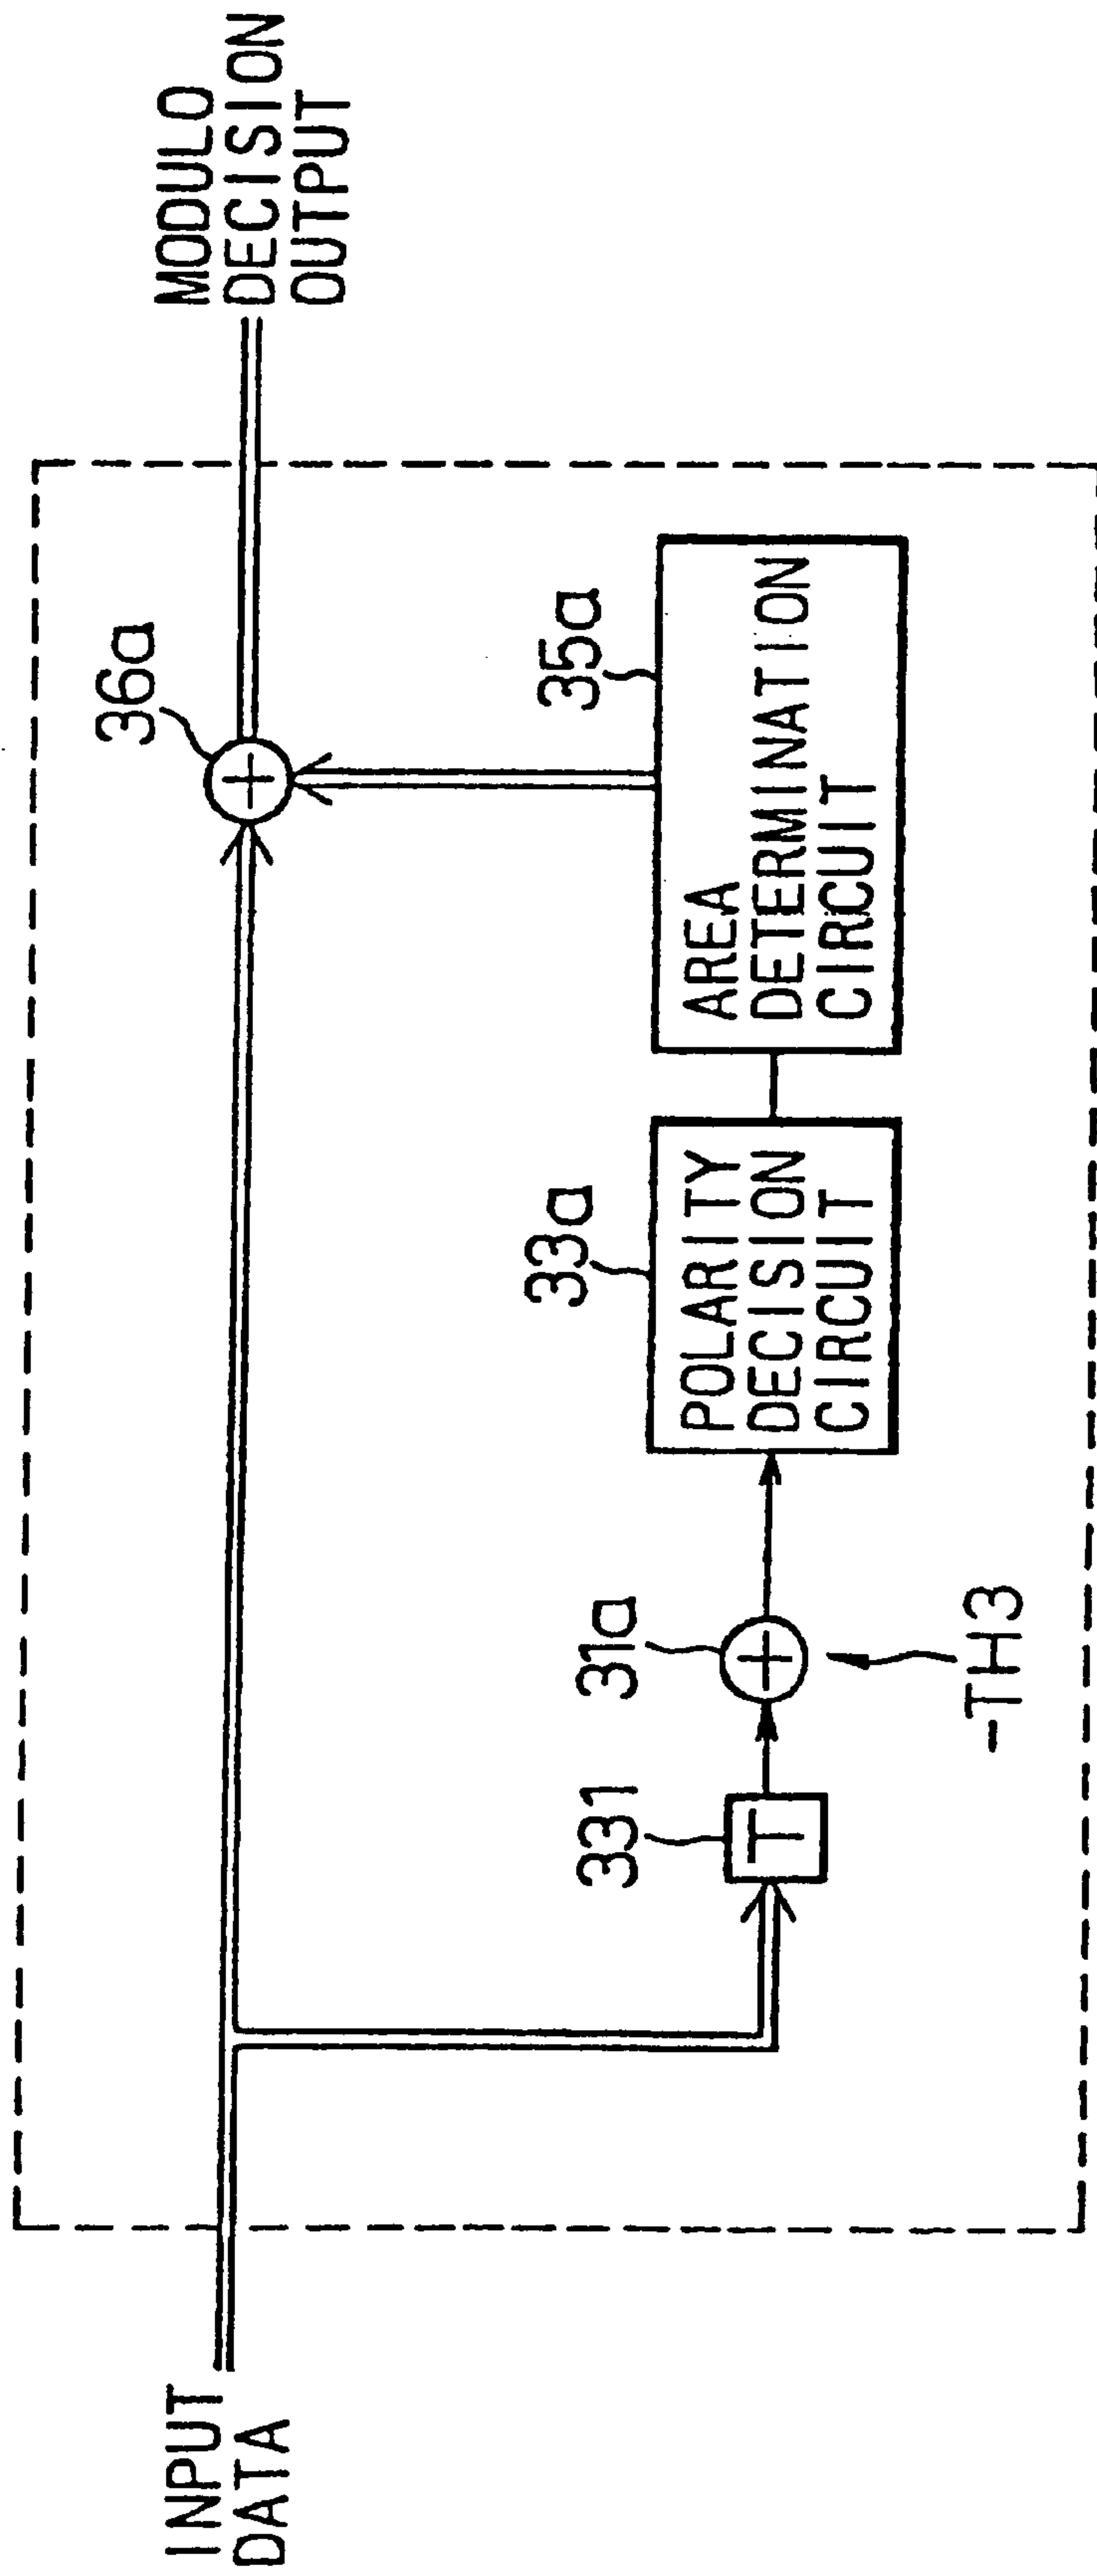 INPUT
DATA
36a
MODULO
DECISION
OUTPUT
331
T
31a
-TH3
33a
POLARITY
DECISION
CIRCUIT
35a
AREA
DETERMINATION
CIRCUIT